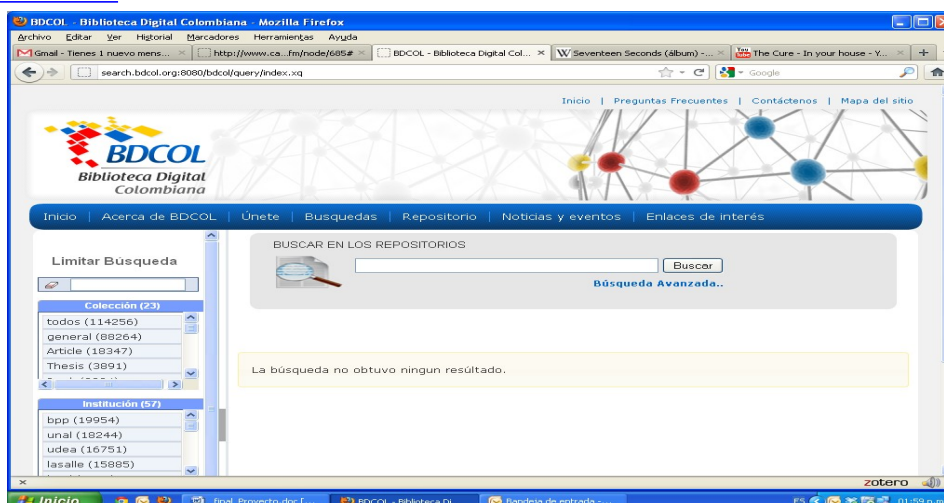 BDCOL - Biblioteca Digital Colombiana - Mozilla Firefox
Archivo Editar Ver Historial Marcadores Herramientas Ayuda
Gmail - Tienes 1 nuevo mens... http://www.ca...fm/node/685# BDCOL - Biblioteca Digital Col... Seventeen Seconds (álbum) -... The Cure - In your house - Y...
search.bdcol.org:8080/bdcol/query/index.xq Google
Inicio | Preguntas Frecuentes | Contáctenos | Mapa del sitio
BDCOL
Biblioteca Digital
Colombiana
Inicio | Acerca de BDCOL | Únete | Busquedas | Repositorio | Noticias y eventos | Enlaces de interés
BUSCAR EN LOS REPOSITORIOS
Limitar Búsqueda
Buscar
Búsqueda Avanzada..
Colección (23)
todos (114256)
general (88264)
Article (18347)
Thesis (3891)
La búsqueda no obtuvo ningun resúltado.
Institución (57)
bpp (19954)
unal (18244)
udea (16751)
lasalle (15885)
zotero
Inicio final Proyecto.doc [... BDCOL - Biblioteca Di... Bandeja de entrada -... ES 01:59 p.m.